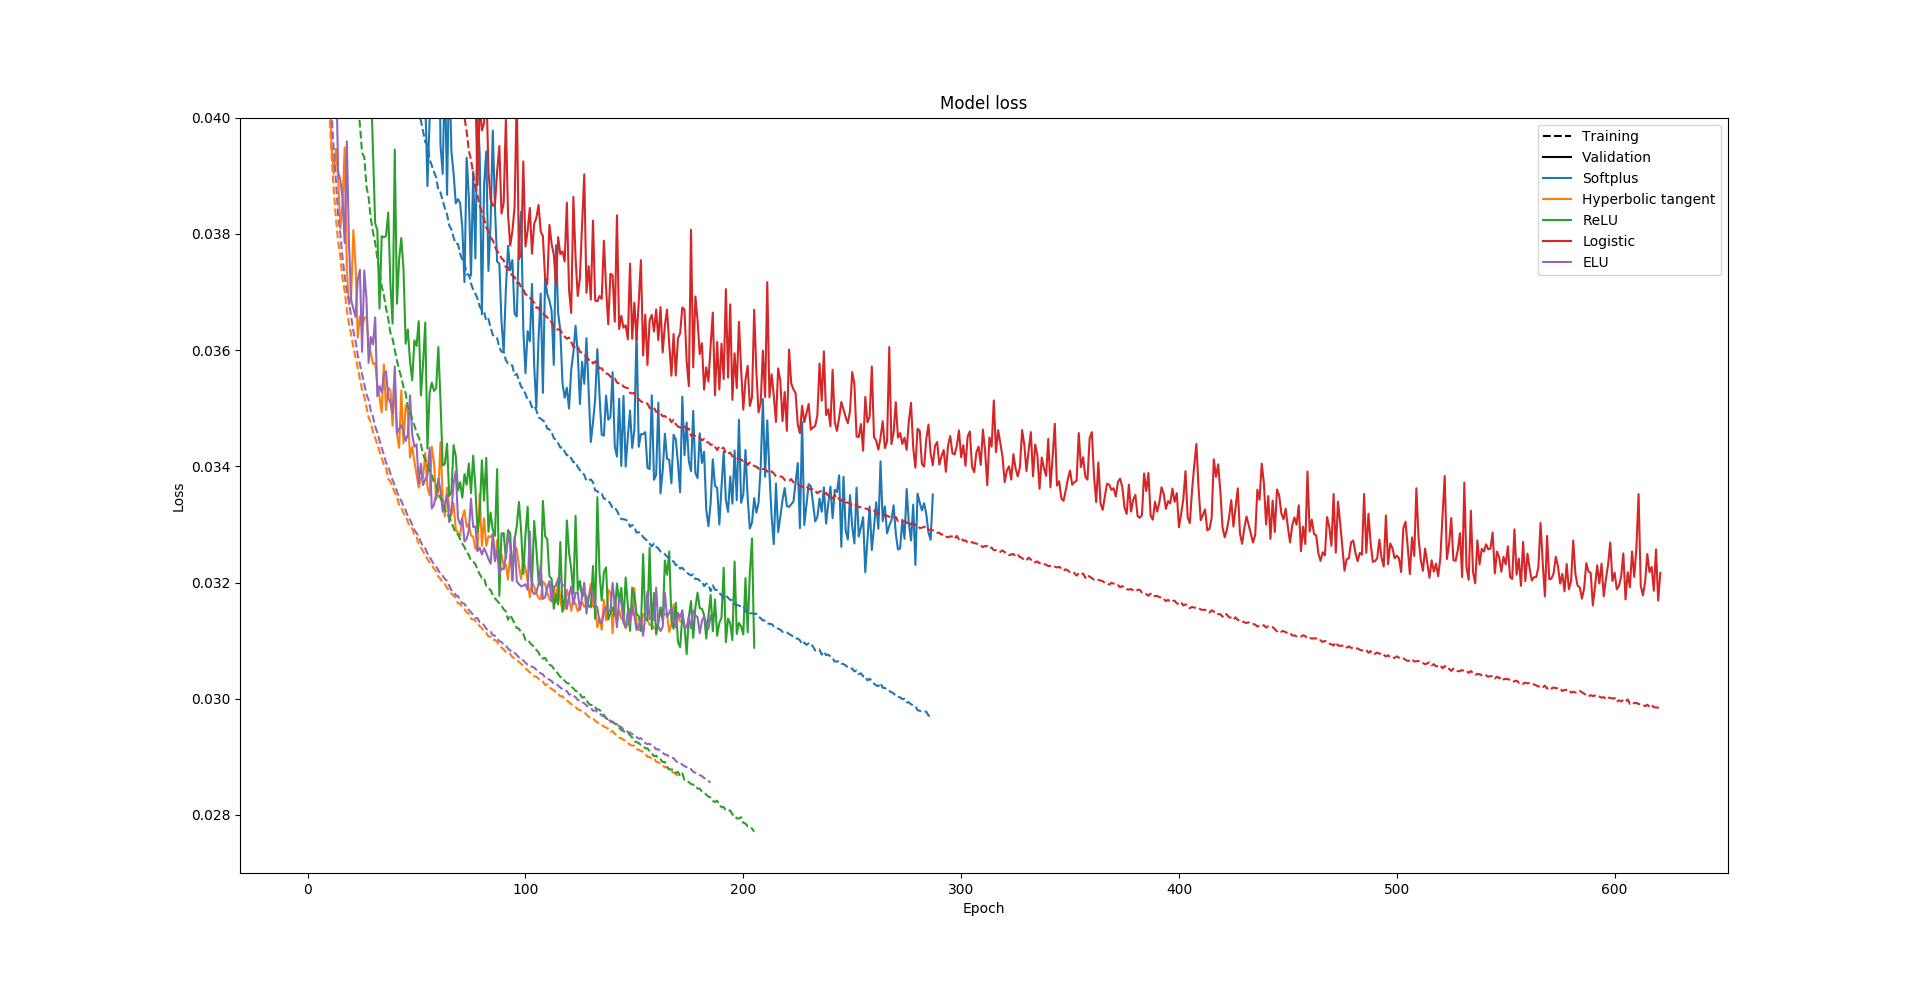 Model loss
0.040
0.038
0.036
0.034
0.032
0.030
0.028
Loss
0
100
200
300
400
500
600
Epoch
Training
Validation
Softplus
Hyperbolic tangent
ReLU
Logistic
ELU